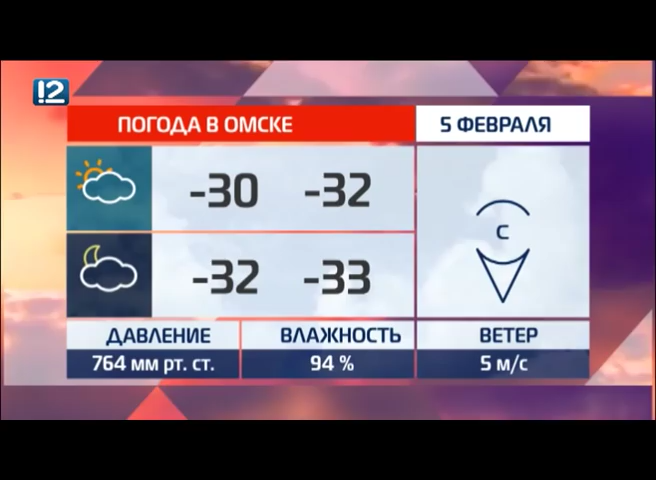 12
ПОГОДА В ОМСКЕ
5 ФЕВРАЛЯ
-30 -32
С
-32 -33
ДАВЛЕНИЕ ВЛАЖНОСТЬ ВЕТЕР
764 мм рт. ст. 94 % 5 м/с